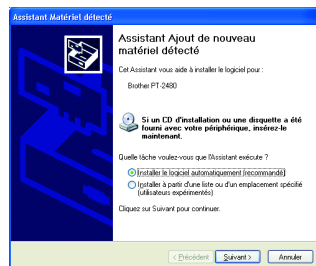 Assistant Matériel détecté
Assistant Ajout de nouveau
matériel détecté
Cet Assistant vous aide à installer le logiciel pour :
Brother PT-2480
Si un CD d'installation ou une disquette a été
fourni avec votre périphérique, insérez-le
maintenant.
Quelle tâche voulez-vous que l'Assistant exécute ?
Installer le logiciel automatiquement (recommandé)
Installer à partir d'une liste ou d'un emplacement spécifié
(utilisateurs expérimentés)
Cliquez sur Suivant pour continuer.
< Précédent
Suivant >
Annuler